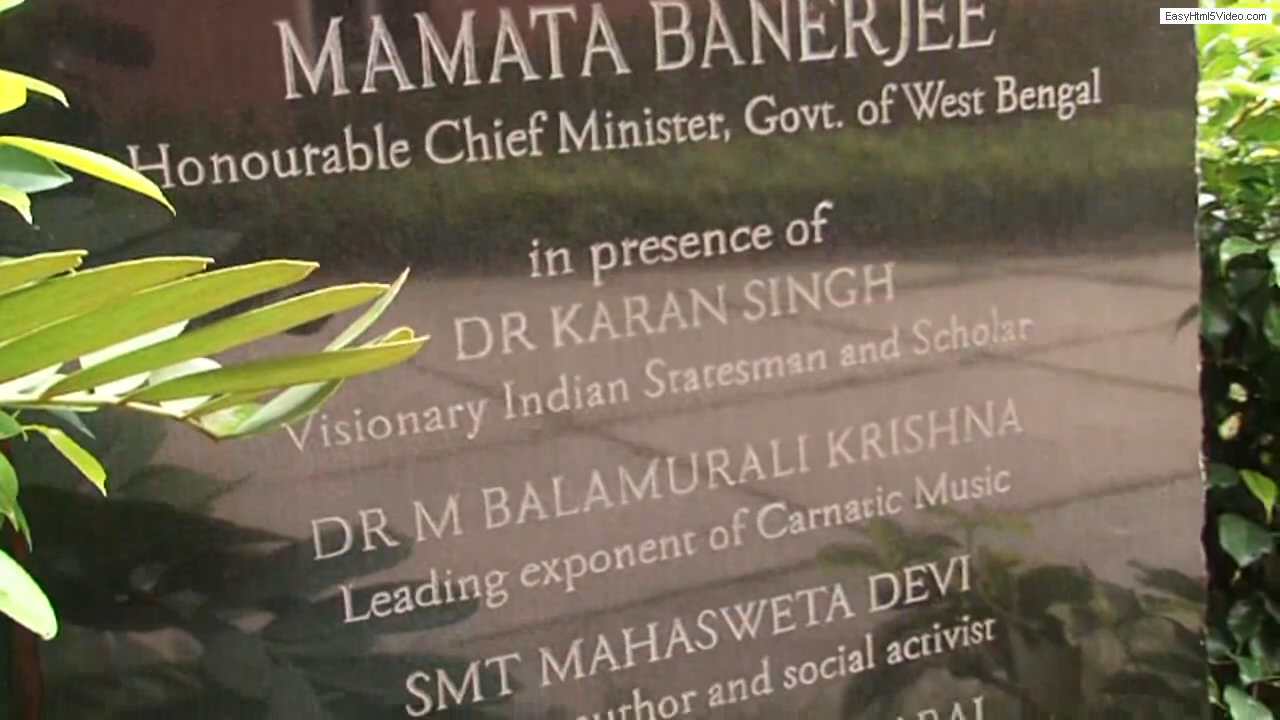 EasyHtml5Video.com
MAMATA BANERJEE
Honourable Chief Minister, Govt. of West Bengal
in presence of
DR KARAN SINGH
Visionary Indian Statesman and Scholar
DR M BALAMURALI KRISHNA
Leading exponent of Carnatic Music
SMT MAHASWETA DEVI
author and social activist